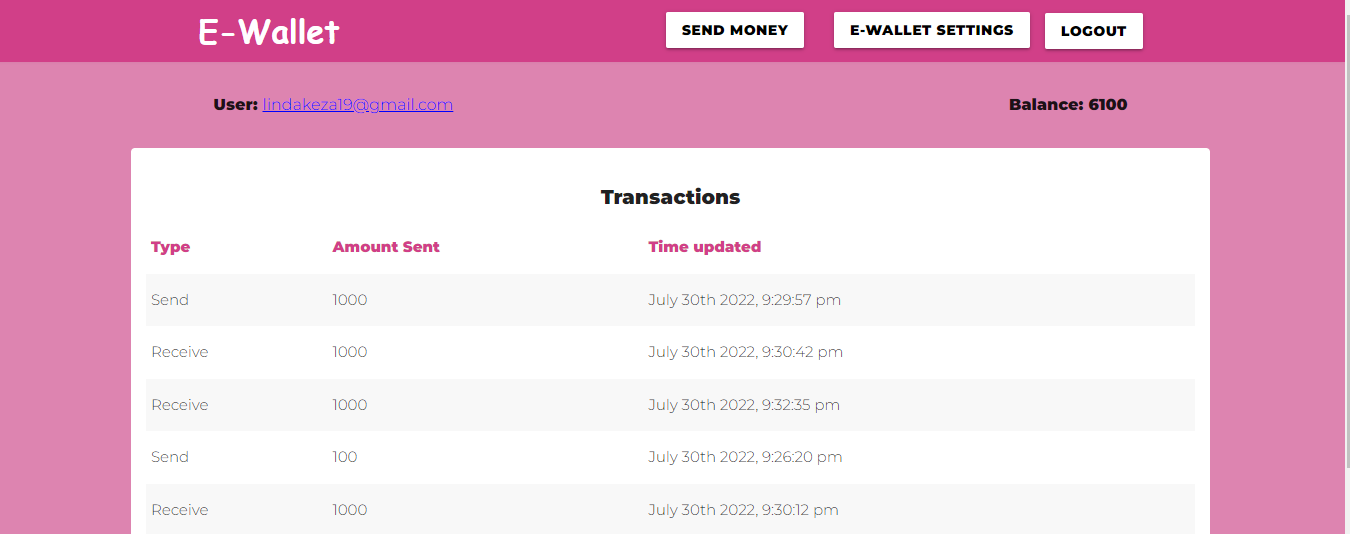 E-Wallet SEND MONEY E-WALLET SETTINGS LOGOUT
User: lindakeza19@gmail.com Balance: 6100
Transactions
Type Amount Sent Time updated
Send 1000 July 30th 2022, 9:29:57 pm
Receive 1000 July 30th 2022, 9:30:42 pm
Receive 1000 July 30th 2022, 9:32:35 pm
Send 100 July 30th 2022, 9:26:20 pm
Receive 1000 July 30th 2022, 9:30:12 pm